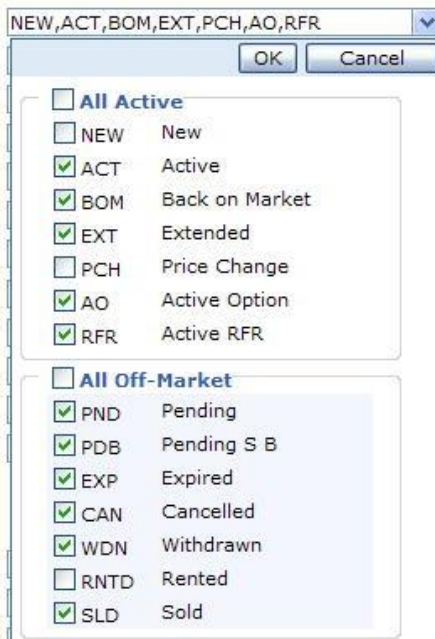 NEW,ACT,BOM,EXT,PCH,AO,RFR
OK Cancel
All Active
NEW New
ACT Active
BOM Back on Market
EXT Extended
PCH Price Change
AO Active Option
RFR Active RFR
All Off-Market
PND Pending
PDB Pending S B
EXP Expired
CAN Cancelled
WDN Withdrawn
RNTD Rented
SLD Sold